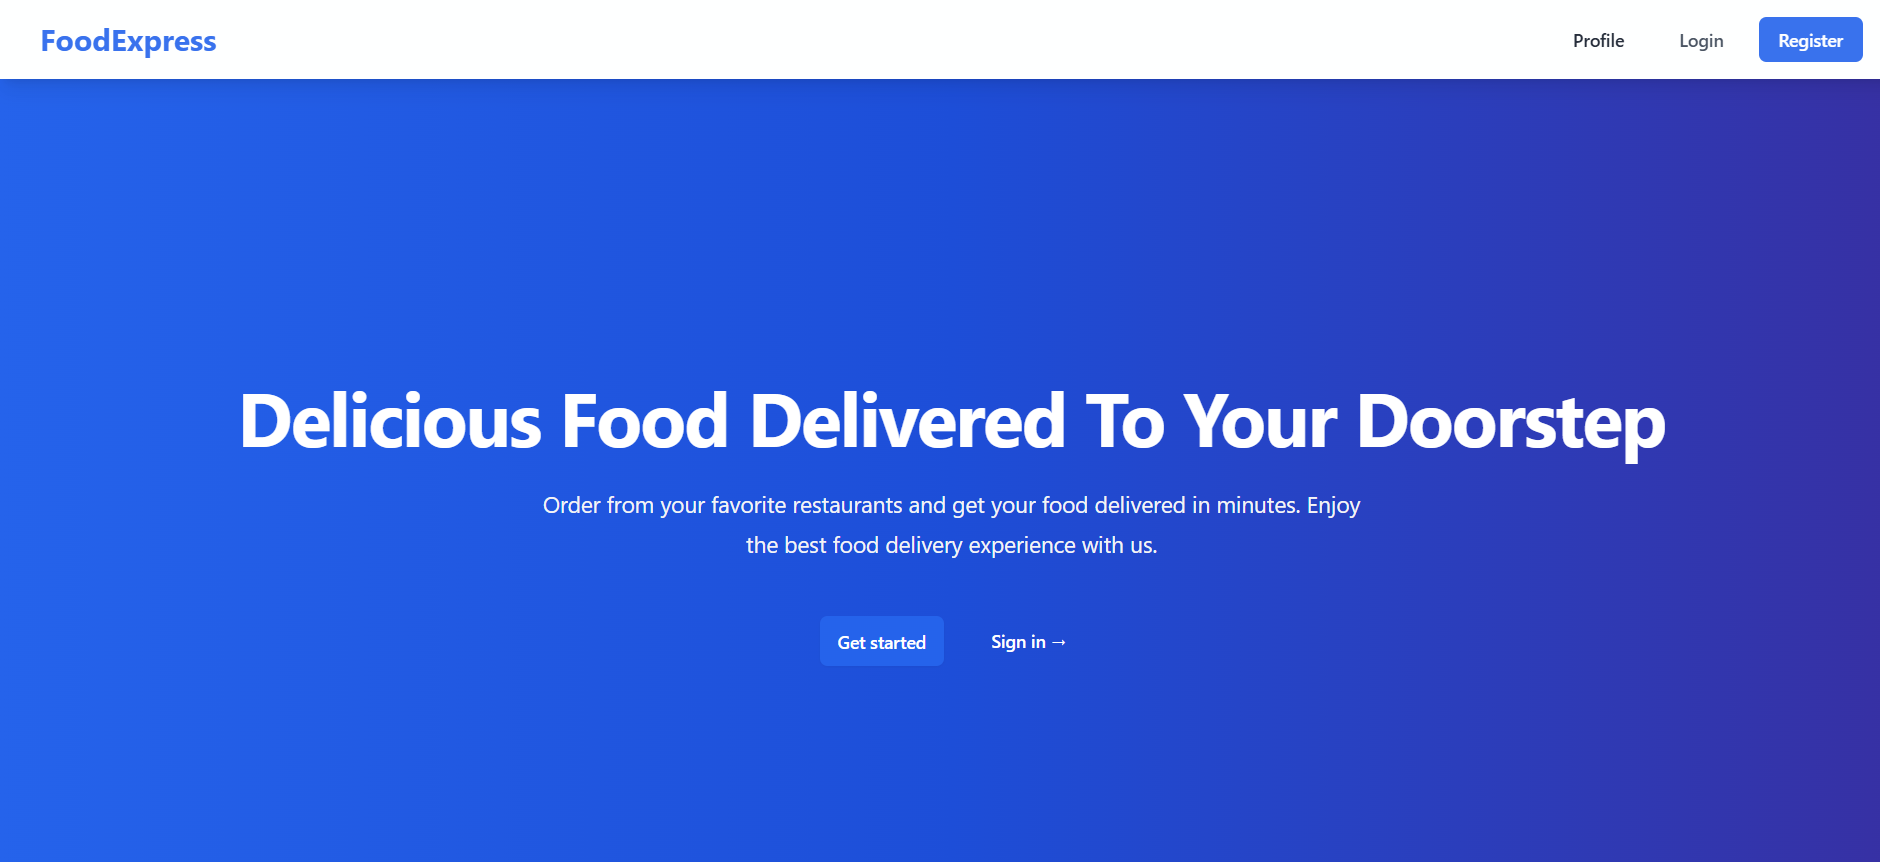 FoodExpress
Profile
Login
Register
Delicious Food Delivered To Your Doorstep
Order from your favorite restaurants and get your food delivered in minutes. Enjoy
the best food delivery experience with us.
Get started
Sign in →